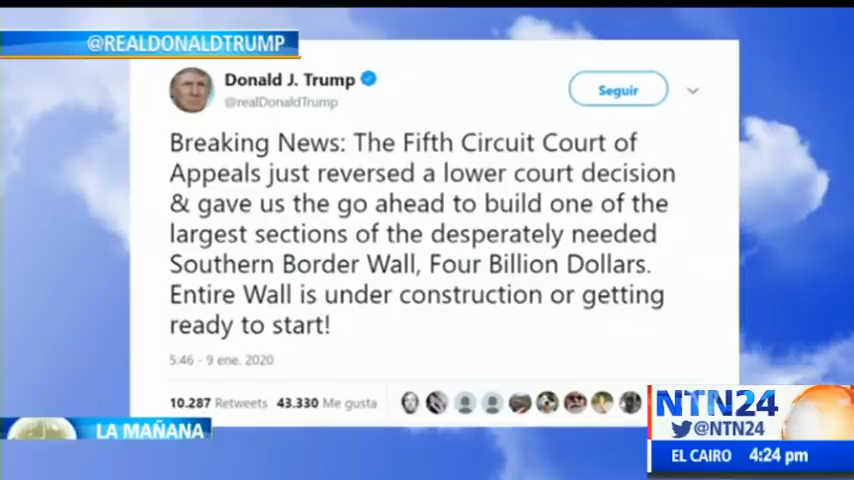 @REALDONALDTRUMP
Donald J. Trump
@realDonaldTrump
Seguir
Breaking News: The Fifth Circuit Court of
Appeals just reversed a lower court decision
& gave us the go ahead to build one of the
largest sections of the desperately needed
Southern Border Wall, Four Billion Dollars.
Entire Wall is under construction or getting
ready to start!
5:46 - 9 ene. 2020
10.287 Retweets 43.330 Me gusta
NTN24
@NTN24
LA MAÑANA
EL CAIRO 4:24 pm